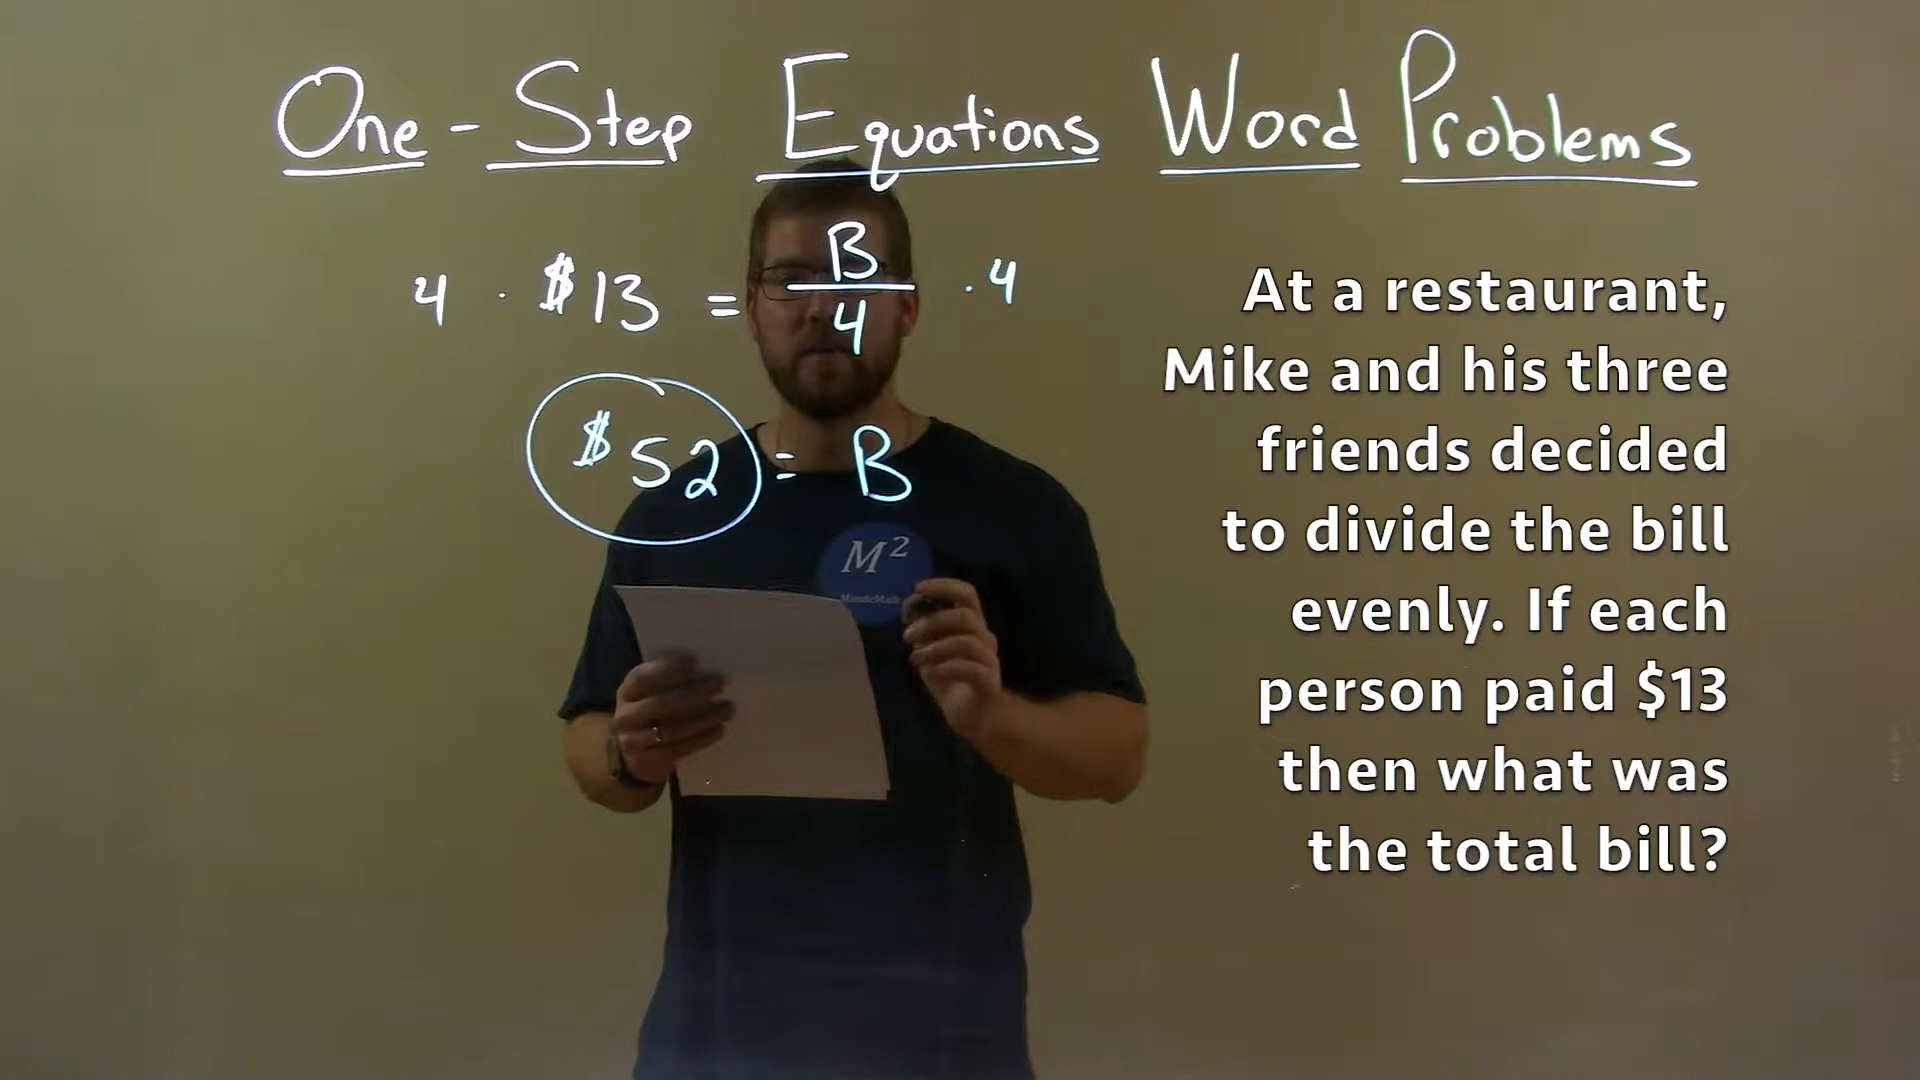 One-Step Equations Word Problems
4 · $13 = B/4 · 4
$52 = B
M²
MinuteMath
At a restaurant,
Mike and his three
friends decided
to divide the bill
evenly. If each
person paid $13
then what was
the total bill?